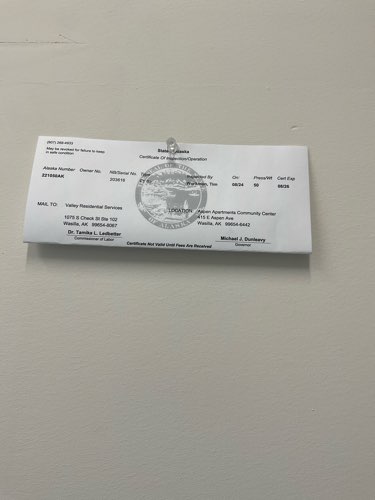 (907) 269-4933
May be revoked for failure to keep
in safe condition
State of Alaska
Certificate Of Inspection/Operation
Alaska Number Owner No. NB/Serial No. Type Inspected By On: Press/Wt Cert Exp
221050AK 203616 Workman, Tim 08/24 50 08/26
MAIL TO: Valley Residential Services
1075 S Check St Ste 102
Wasilla, AK 99654-8067
LOCATION: Aspen Apartments Community Center
415 E Aspen Ave
Wasilla, AK 99654-6442
Dr. Tamika L. Ledbetter
Commissioner of Labor
Certificate Not Valid Until Fees Are Received
Michael J. Dunleavy
Governor